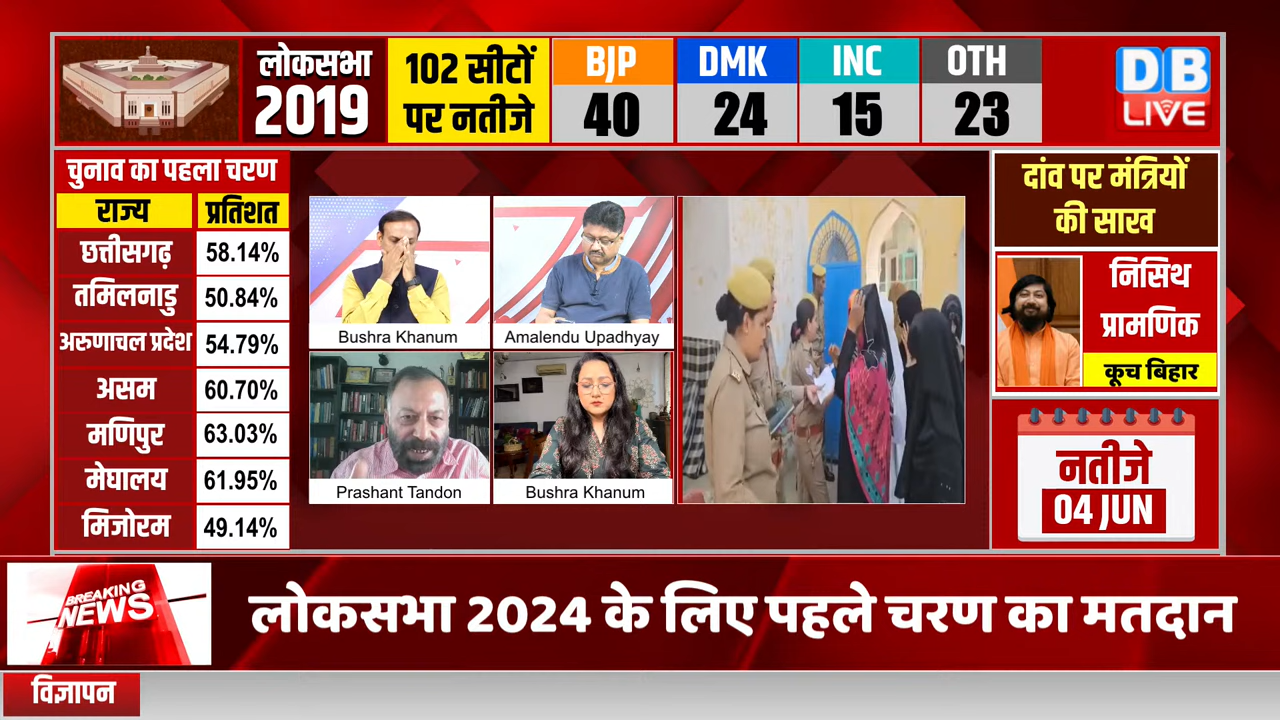 लोकसभा
2019
102 सीटों
पर नतीजे
BJP
40
DMK
24
INC
15
OTH
23
DB
LIVE
चुनाव का पहला चरण
राज्य प्रतिशत
छत्तीसगढ़ 58.14%
तमिलनाडु 50.84%
अरुणाचल प्रदेश 54.79%
असम 60.70%
मणिपुर 63.03%
मेघालय 61.95%
मिजोरम 49.14%
Bushra Khanum
Amalendu Upadhyay
Prashant Tandon
Bushra Khanum
दांव पर मंत्रियों
की साख
निसिथ
प्रामणिक
कूच बिहार
नतीजे
04 JUN
BREAKING
NEWS
लोकसभा 2024 के लिए पहले चरण का मतदान
विज्ञापन